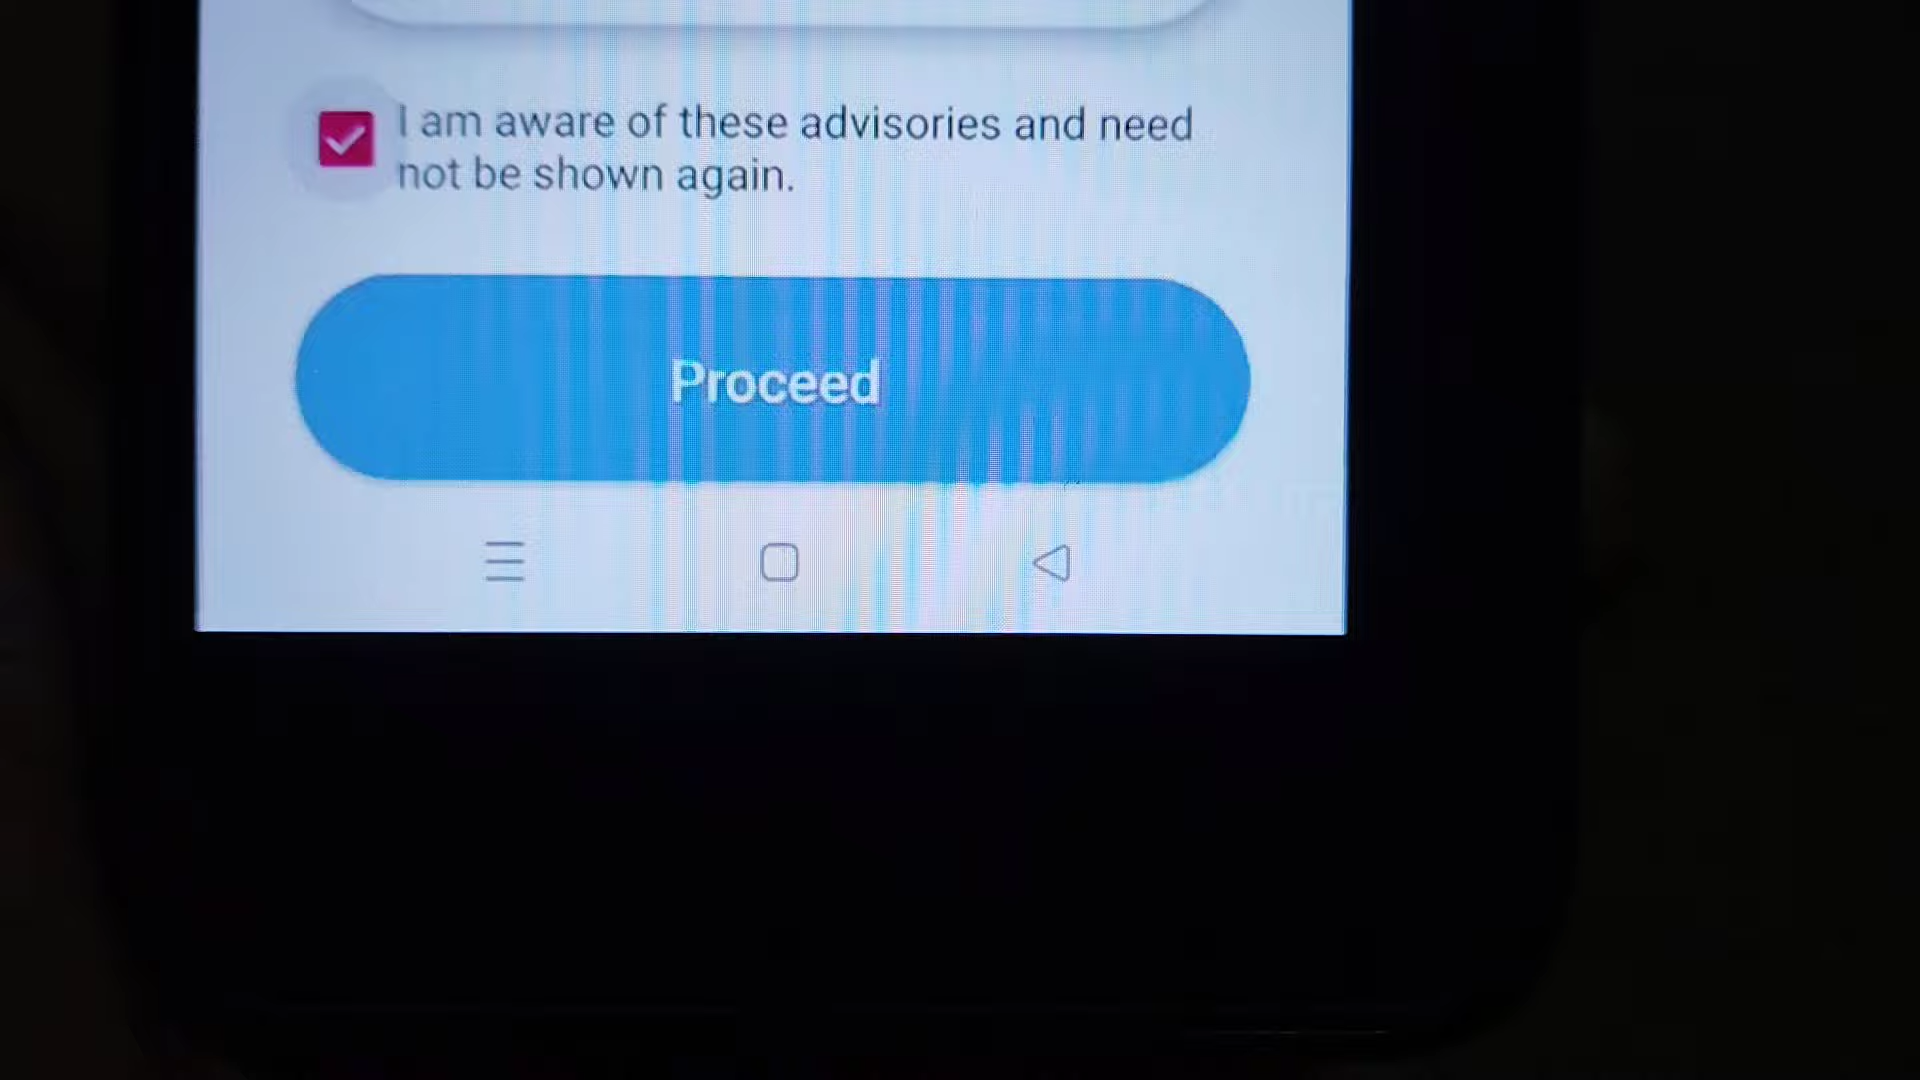 I am aware of these advisories and need
not be shown again.
Proceed